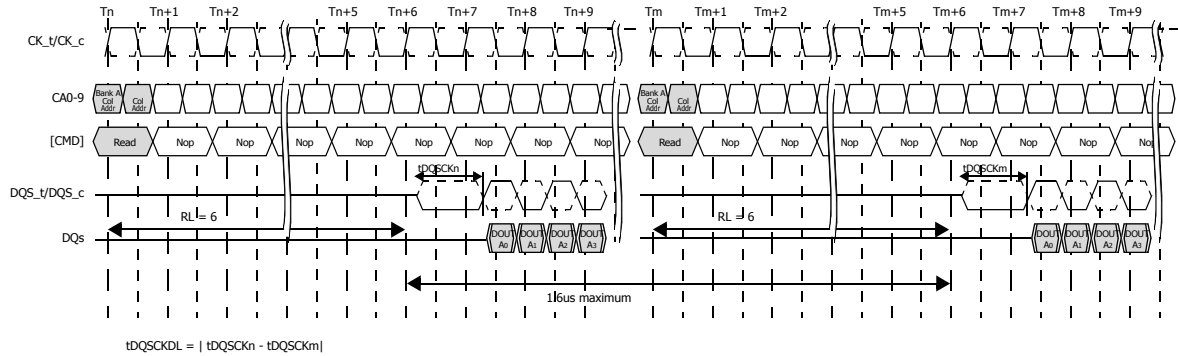 Tn Tn+1 Tn+2 Tn+5 Tn+6 Tn+7 Tn+8 Tn+9 Tm Tm+1 Tm+2 Tm+5 Tm+6 Tm+7 Tm+8 Tm+9
CK_t/CK_c
CA0-9 Bank A Col Addr Col Addr Bank A Col Addr Col Addr
[CMD] Read Nop Nop Nop Nop Nop Nop Nop Nop Read Nop Nop Nop Nop Nop Nop Nop Nop
tDQSCKn tDQSCKm
DQS_t/DQS_c
RL = 6 RL = 6
DQs DOUT A0 DOUT A1 DOUT A2 DOUT A3 DOUT A0 DOUT A1 DOUT A2 DOUT A3
1.6us maximum
tDQSCKDL = | tDQSCKn - tDQSCKm|